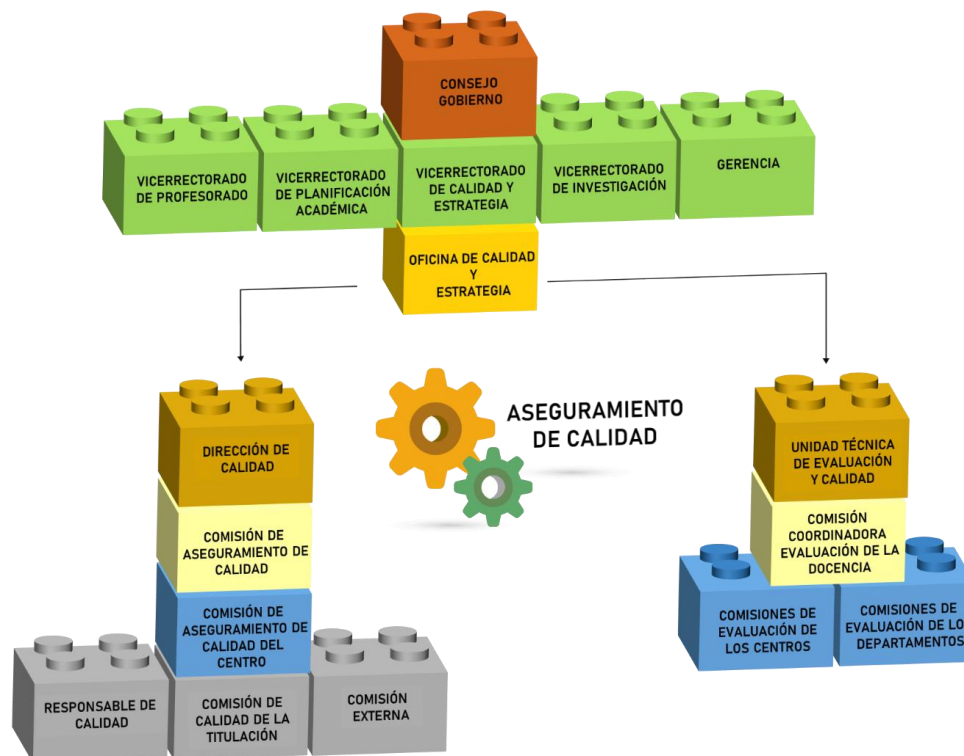 CONSEJO
GOBIERNO
VICERRECTORADO
DE PROFESORADO
VICERRECTORADO
DE PLANIFICACIÓN
ACADÉMICA
VICERRECTORADO
DE CALIDAD Y
ESTRATEGIA
VICERRECTORADO
DE INVESTIGACIÓN
GERENCIA
OFICINA DE CALIDAD
Y
ESTRATEGIA
ASEGURAMIENTO
DE CALIDAD
DIRECCIÓN DE
CALIDAD
COMISIÓN DE
ASEGURAMIENTO DE
CALIDAD
COMISIÓN DE
ASEGURAMIENTO DE
CALIDAD DEL
CENTRO
RESPONSABLE DE
CALIDAD
COMISIÓN DE
CALIDAD DE LA
TITULACIÓN
COMISIÓN
EXTERNA
UNIDAD TÉCNICA
DE EVALUACIÓN
Y CALIDAD
COMISIÓN
COORDINADORA
EVALUACIÓN DE LA
DOCENCIA
COMISIONES DE
EVALUACIÓN DE
LOS CENTROS
COMISIONES DE
EVALUACIÓN DE LO
DEPARTAMENTOS